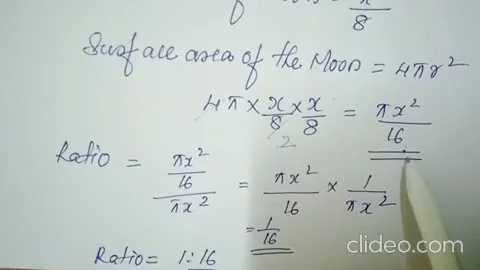 x
8
Surface area of the Moon = 4πr²
4π × x/8 × x/8 = πx²/16
2
Ratio = πx²/16 / πx² = πx²/16 × 1/πx²
= 1/16
Ratio = 1:16
clideo.com